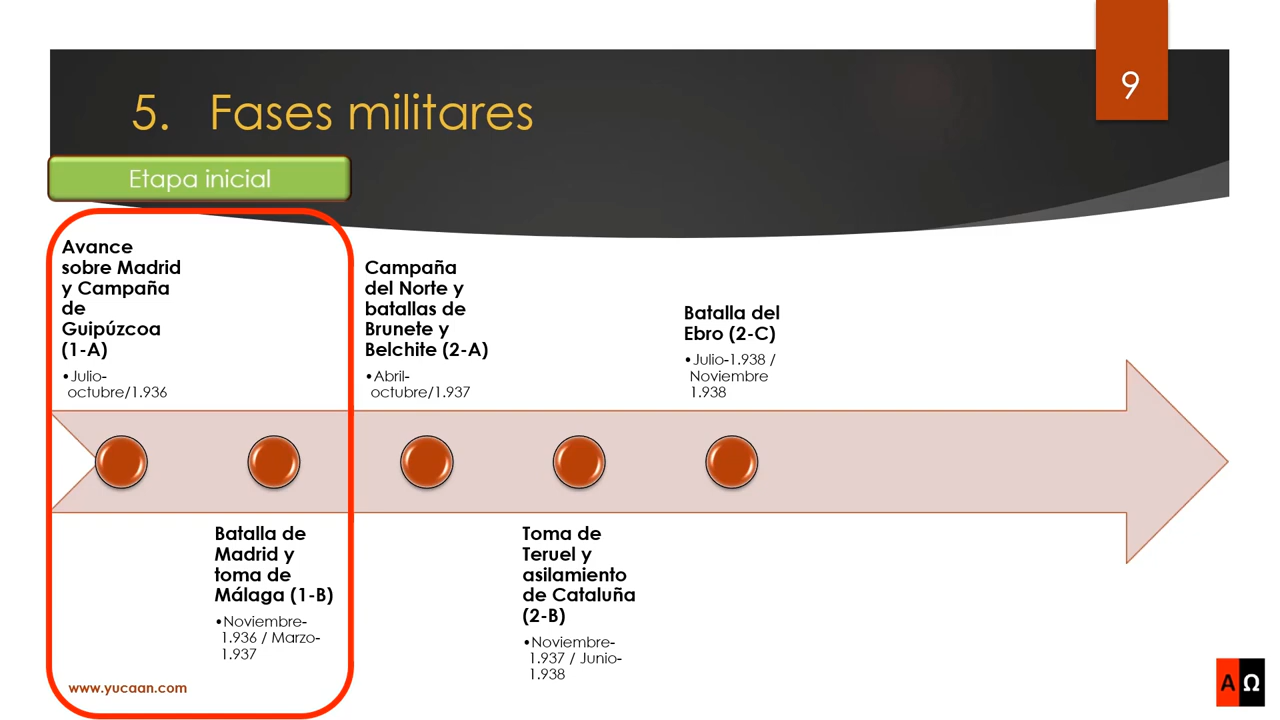 9
5. Fases militares
Etapa inicial
Avance
sobre Madrid
y Campaña
de
Guipúzcoa
(1-A)
•Julio-
octubre/1.936
Batalla de
Madrid y
toma de
Málaga (1-B)
•Noviembre-
1.936 / Marzo-
1.937
Campaña
del Norte y
batallas de
Brunete y
Belchite (2-A)
•Abril-
octubre/1.937
Toma de
Teruel y
asilamiento
de Cataluña
(2-B)
•Noviembre-
1.937 / Junio-
1.938
Batalla del
Ebro (2-C)
•Julio-1.938 /
Noviembre
1.938
www.yucaan.com
A Ω